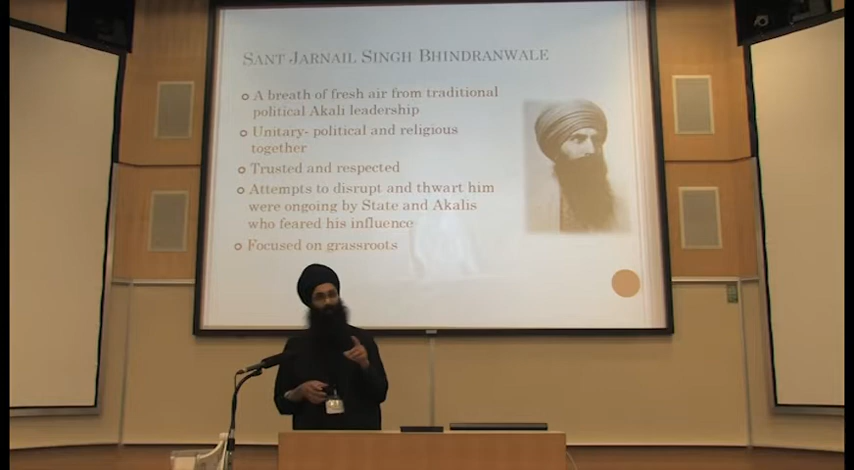 SANT JARNAIL SINGH BHINDRANWALE
A breath of fresh air from traditional
political Akali leadership
Unitary- political and religious
together
Trusted and respected
Attempts to disrupt and thwart him
were ongoing by State and Akalis
who feared his influence
Focused on grassroots